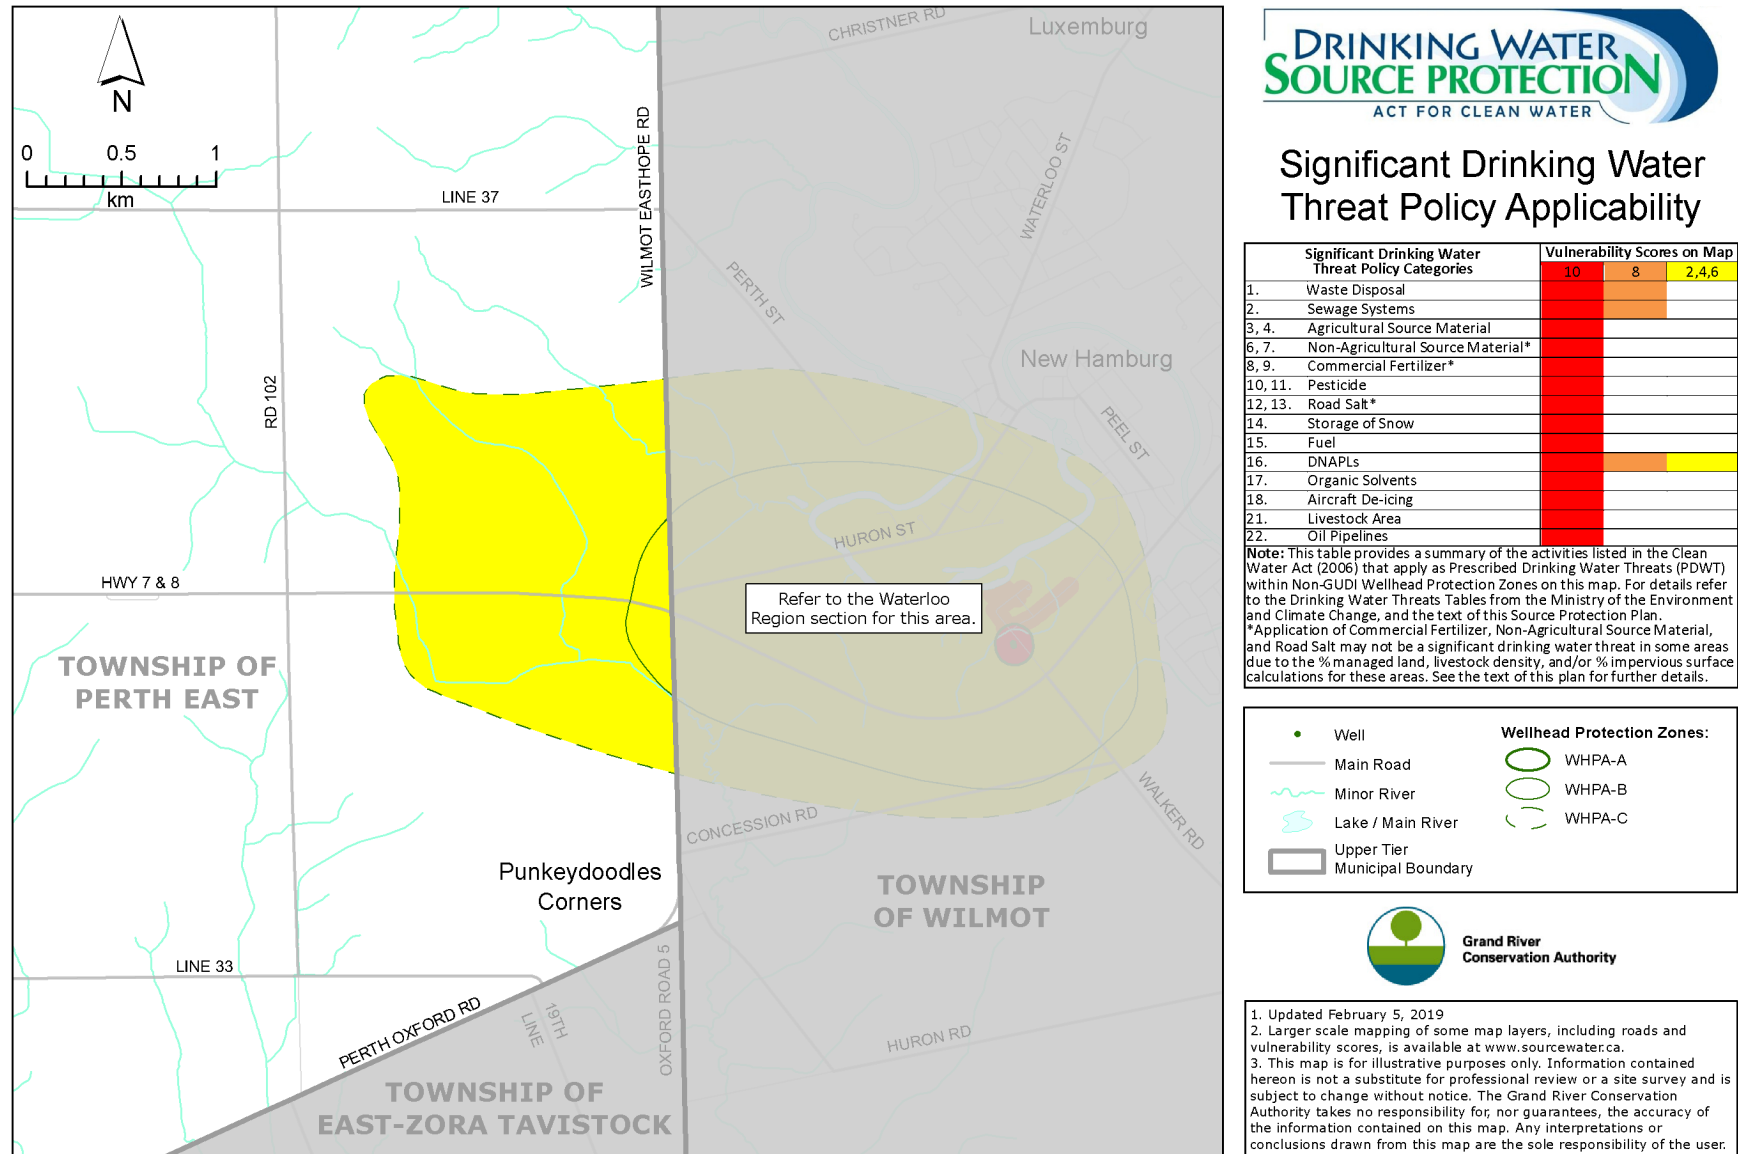 N
0 0.5 1
km
CHRISTNER RD
Luxemburg
WILMOT EASTHOPE RD
WATERLOO ST
LINE 37
PERTH ST
New Hamburg
RD 102
PEEL ST
HURON ST
HWY 7 & 8
Refer to the Waterloo
Region section for this area.
TOWNSHIP OF
PERTH EAST
WALKER RD
CONCESSION RD
Punkeydoodles
Corners
TOWNSHIP
OF WILMOT
LINE 33
OXFORD ROAD 5
19TH
LINE
PERTH OXFORD RD
HURON RD
TOWNSHIP OF
EAST-ZORA TAVISTOCK
DRINKING WATER
SOURCE PROTECTION
ACT FOR CLEAN WATER
Significant Drinking Water
Threat Policy Applicability
Significant Drinking Water
Threat Policy Categories
Vulnerability Scores on Map
10 8 2,4,6
1. Waste Disposal
2. Sewage Systems
3, 4. Agricultural Source Material
6, 7. Non-Agricultural Source Material*
8, 9. Commercial Fertilizer*
10, 11. Pesticide
12, 13. Road Salt*
14. Storage of Snow
15. Fuel
16. DNAPLs
17. Organic Solvents
18. Aircraft De-icing
21. Livestock Area
22. Oil Pipelines
Note: This table provides a summary of the activities listed in the Clean
Water Act (2006) that apply as Prescribed Drinking Water Threats (PDWT)
within Non-GUDI Wellhead Protection Zones on this map. For details refer
to the Drinking Water Threats Tables from the Ministry of the Environment
and Climate Change, and the text of this Source Protection Plan.
*Application of Commercial Fertilizer, Non-Agricultural Source Material,
and Road Salt may not be a significant drinking water threat in some areas
due to the % managed land, livestock density, and/or % impervious surface
calculations for these areas. See the text of this plan for further details.
Well
Main Road
Minor River
Lake / Main River
Upper Tier
Municipal Boundary
Wellhead Protection Zones:
WHPA-A
WHPA-B
WHPA-C
Grand River
Conservation Authority
1. Updated February 5, 2019
2. Larger scale mapping of some map layers, including roads and
vulnerability scores, is available at www.sourcewater.ca.
3. This map is for illustrative purposes only. Information contained
hereon is not a substitute for professional review or a site survey and is
subject to change without notice. The Grand River Conservation
Authority takes no responsibility for, nor guarantees, the accuracy of
the information contained on this map. Any interpretations or
conclusions drawn from this map are the sole responsibility of the user.